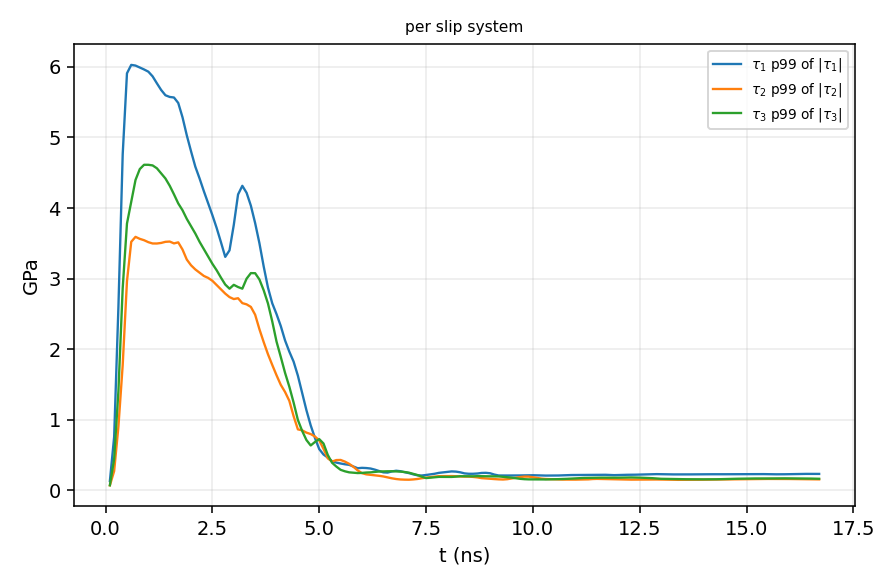 per slip system
τ1 p99 of |τ1|
τ2 p99 of |τ2|
τ3 p99 of |τ3|
GPa
6
5
4
3
2
1
0
0.0 2.5 5.0 7.5 10.0 12.5 15.0 17.5
t (ns)